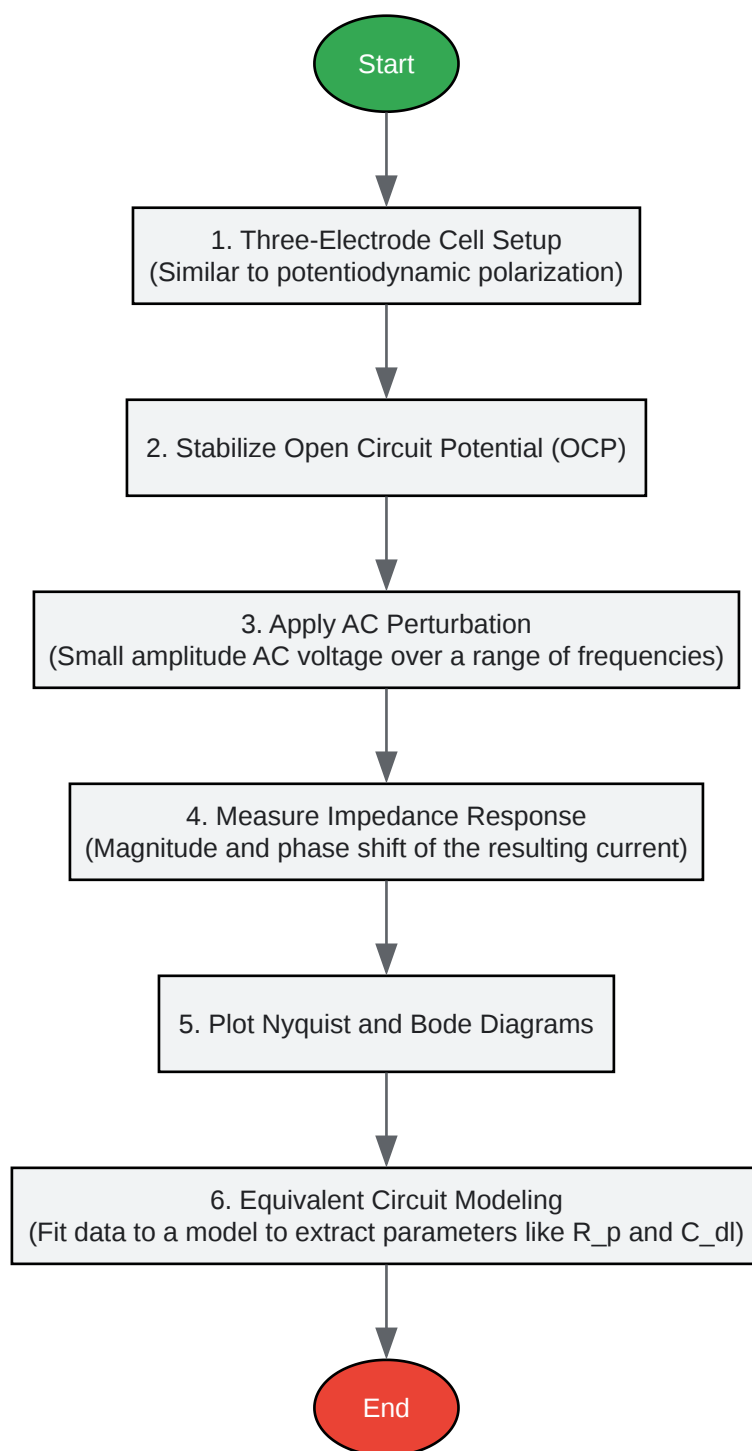 Start
1. Three-Electrode Cell Setup
(Similar to potentiodynamic polarization)
2. Stabilize Open Circuit Potential (OCP)
3. Apply AC Perturbation
(Small amplitude AC voltage over a range of frequencies)
4. Measure Impedance Response
(Magnitude and phase shift of the resulting current)
5. Plot Nyquist and Bode Diagrams
6. Equivalent Circuit Modeling
(Fit data to a model to extract parameters like R_p and C_dl)
End